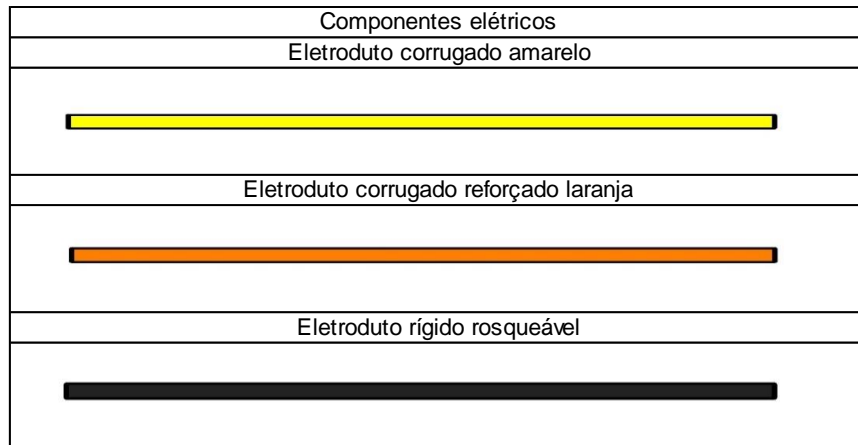 Componentes elétricos
Eletroduto corrugado amarelo
Eletroduto corrugado reforçado laranja
Eletroduto rígido rosqueável